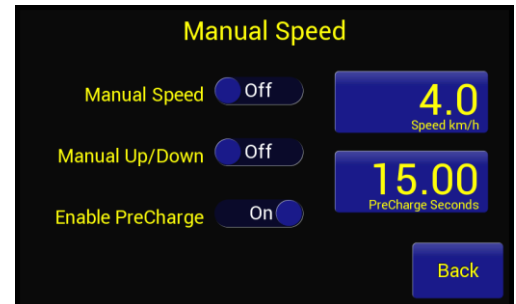 Manual Speed
Manual Speed Off
4.0
Speed km/h
Manual Up/Down Off
15.00
PreCharge Seconds
Enable PreCharge On
Back